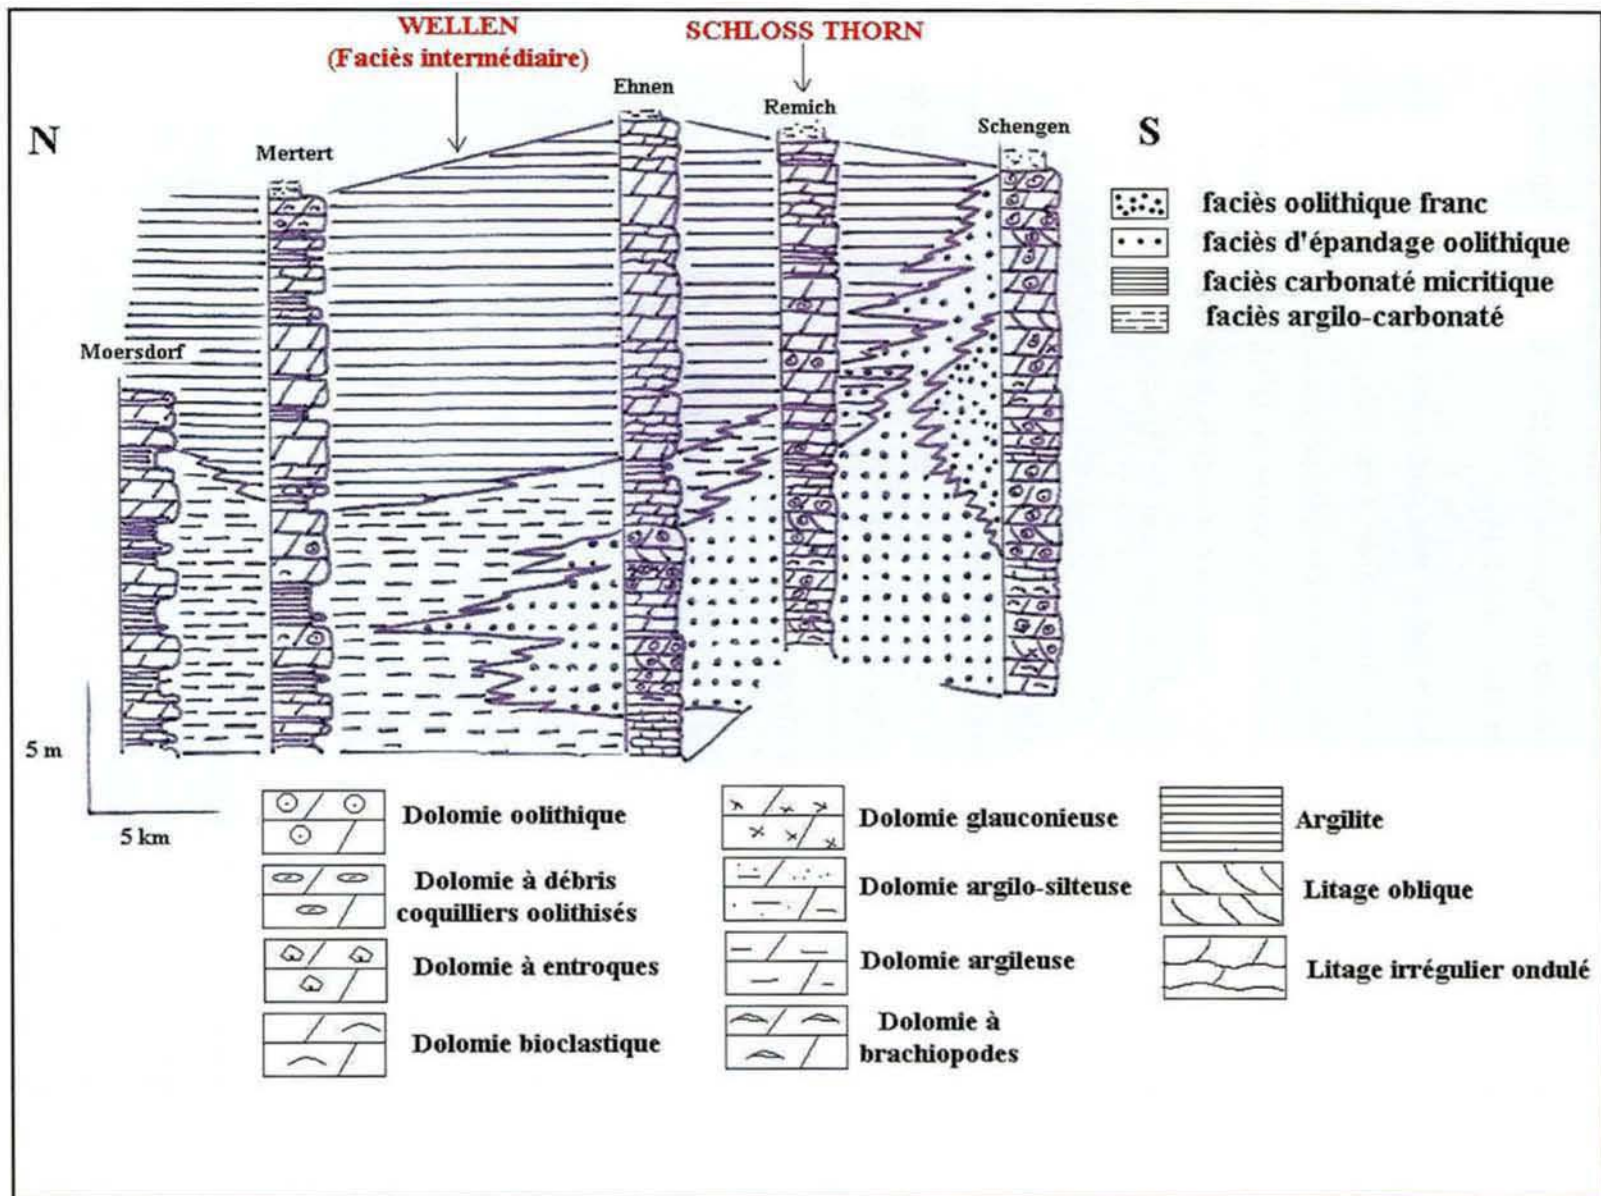 WELLEN
(Faciès intermédiaire)
SCHLOSS THORN
N
Mertert
Ehnen
Remich
Schengen
S
Moersdorf
faciès oolithique franc
faciès d'épandage oolithique
faciès carbonaté micritique
faciès argilo-carbonaté
5 m
5 km
Dolomie oolithique
Dolomie à débris
coquilliers oolithisés
Dolomie à entroques
Dolomie bioclastique
Dolomie glauconieuse
Dolomie argilo-silteuse
Dolomie argileuse
Dolomie à
brachiopodes
Argilite
Litage oblique
Litage irrégulier ondulé